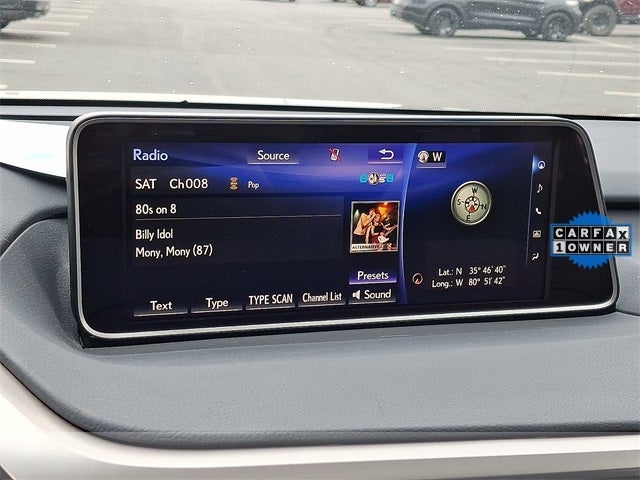 Radio
Source
W
SAT Ch008 Pop
80s on 8
Billy Idol
Mony, Mony (87)
ALTERNATIVE
W
S N
E
Lat.: N 35° 46' 40"
Long.: W 80° 51' 42"
Presets
Text Type TYPE SCAN Channel List Sound
CARFAX
1 OWNER